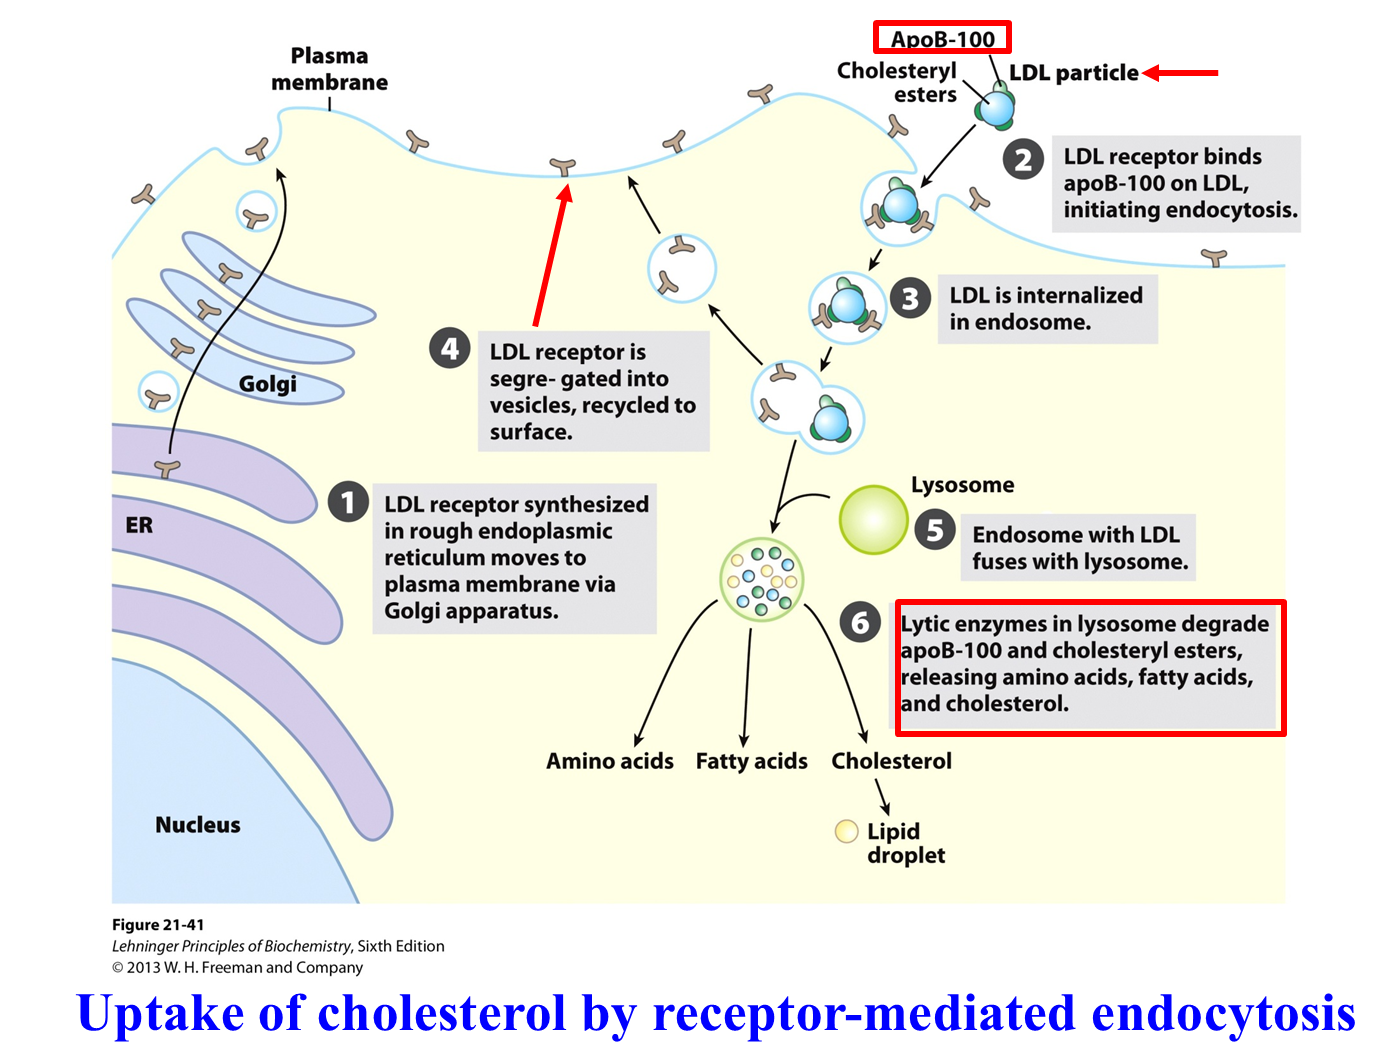 Plasma
membrane
ApoB-100
Cholesteryl
esters
LDL particle
2
LDL receptor binds
apoB-100 on LDL,
initiating endocytosis.
3
LDL is internalized
in endosome.
4
LDL receptor is
segre- gated into
vesicles, recycled to
surface.
Golgi
1
LDL receptor synthesized
in rough endoplasmic
reticulum moves to
plasma membrane via
Golgi apparatus.
ER
Lysosome
5
Endosome with LDL
fuses with lysosome.
6
Lytic enzymes in lysosome degrade
apoB-100 and cholesteryl esters,
releasing amino acids, fatty acids,
and cholesterol.
Amino acids
Fatty acids
Cholesterol
Lipid
droplet
Nucleus
Figure 21-41
Lehninger Principles of Biochemistry, Sixth Edition
© 2013 W. H. Freeman and Company
Uptake of cholesterol by receptor-mediated endocytosis